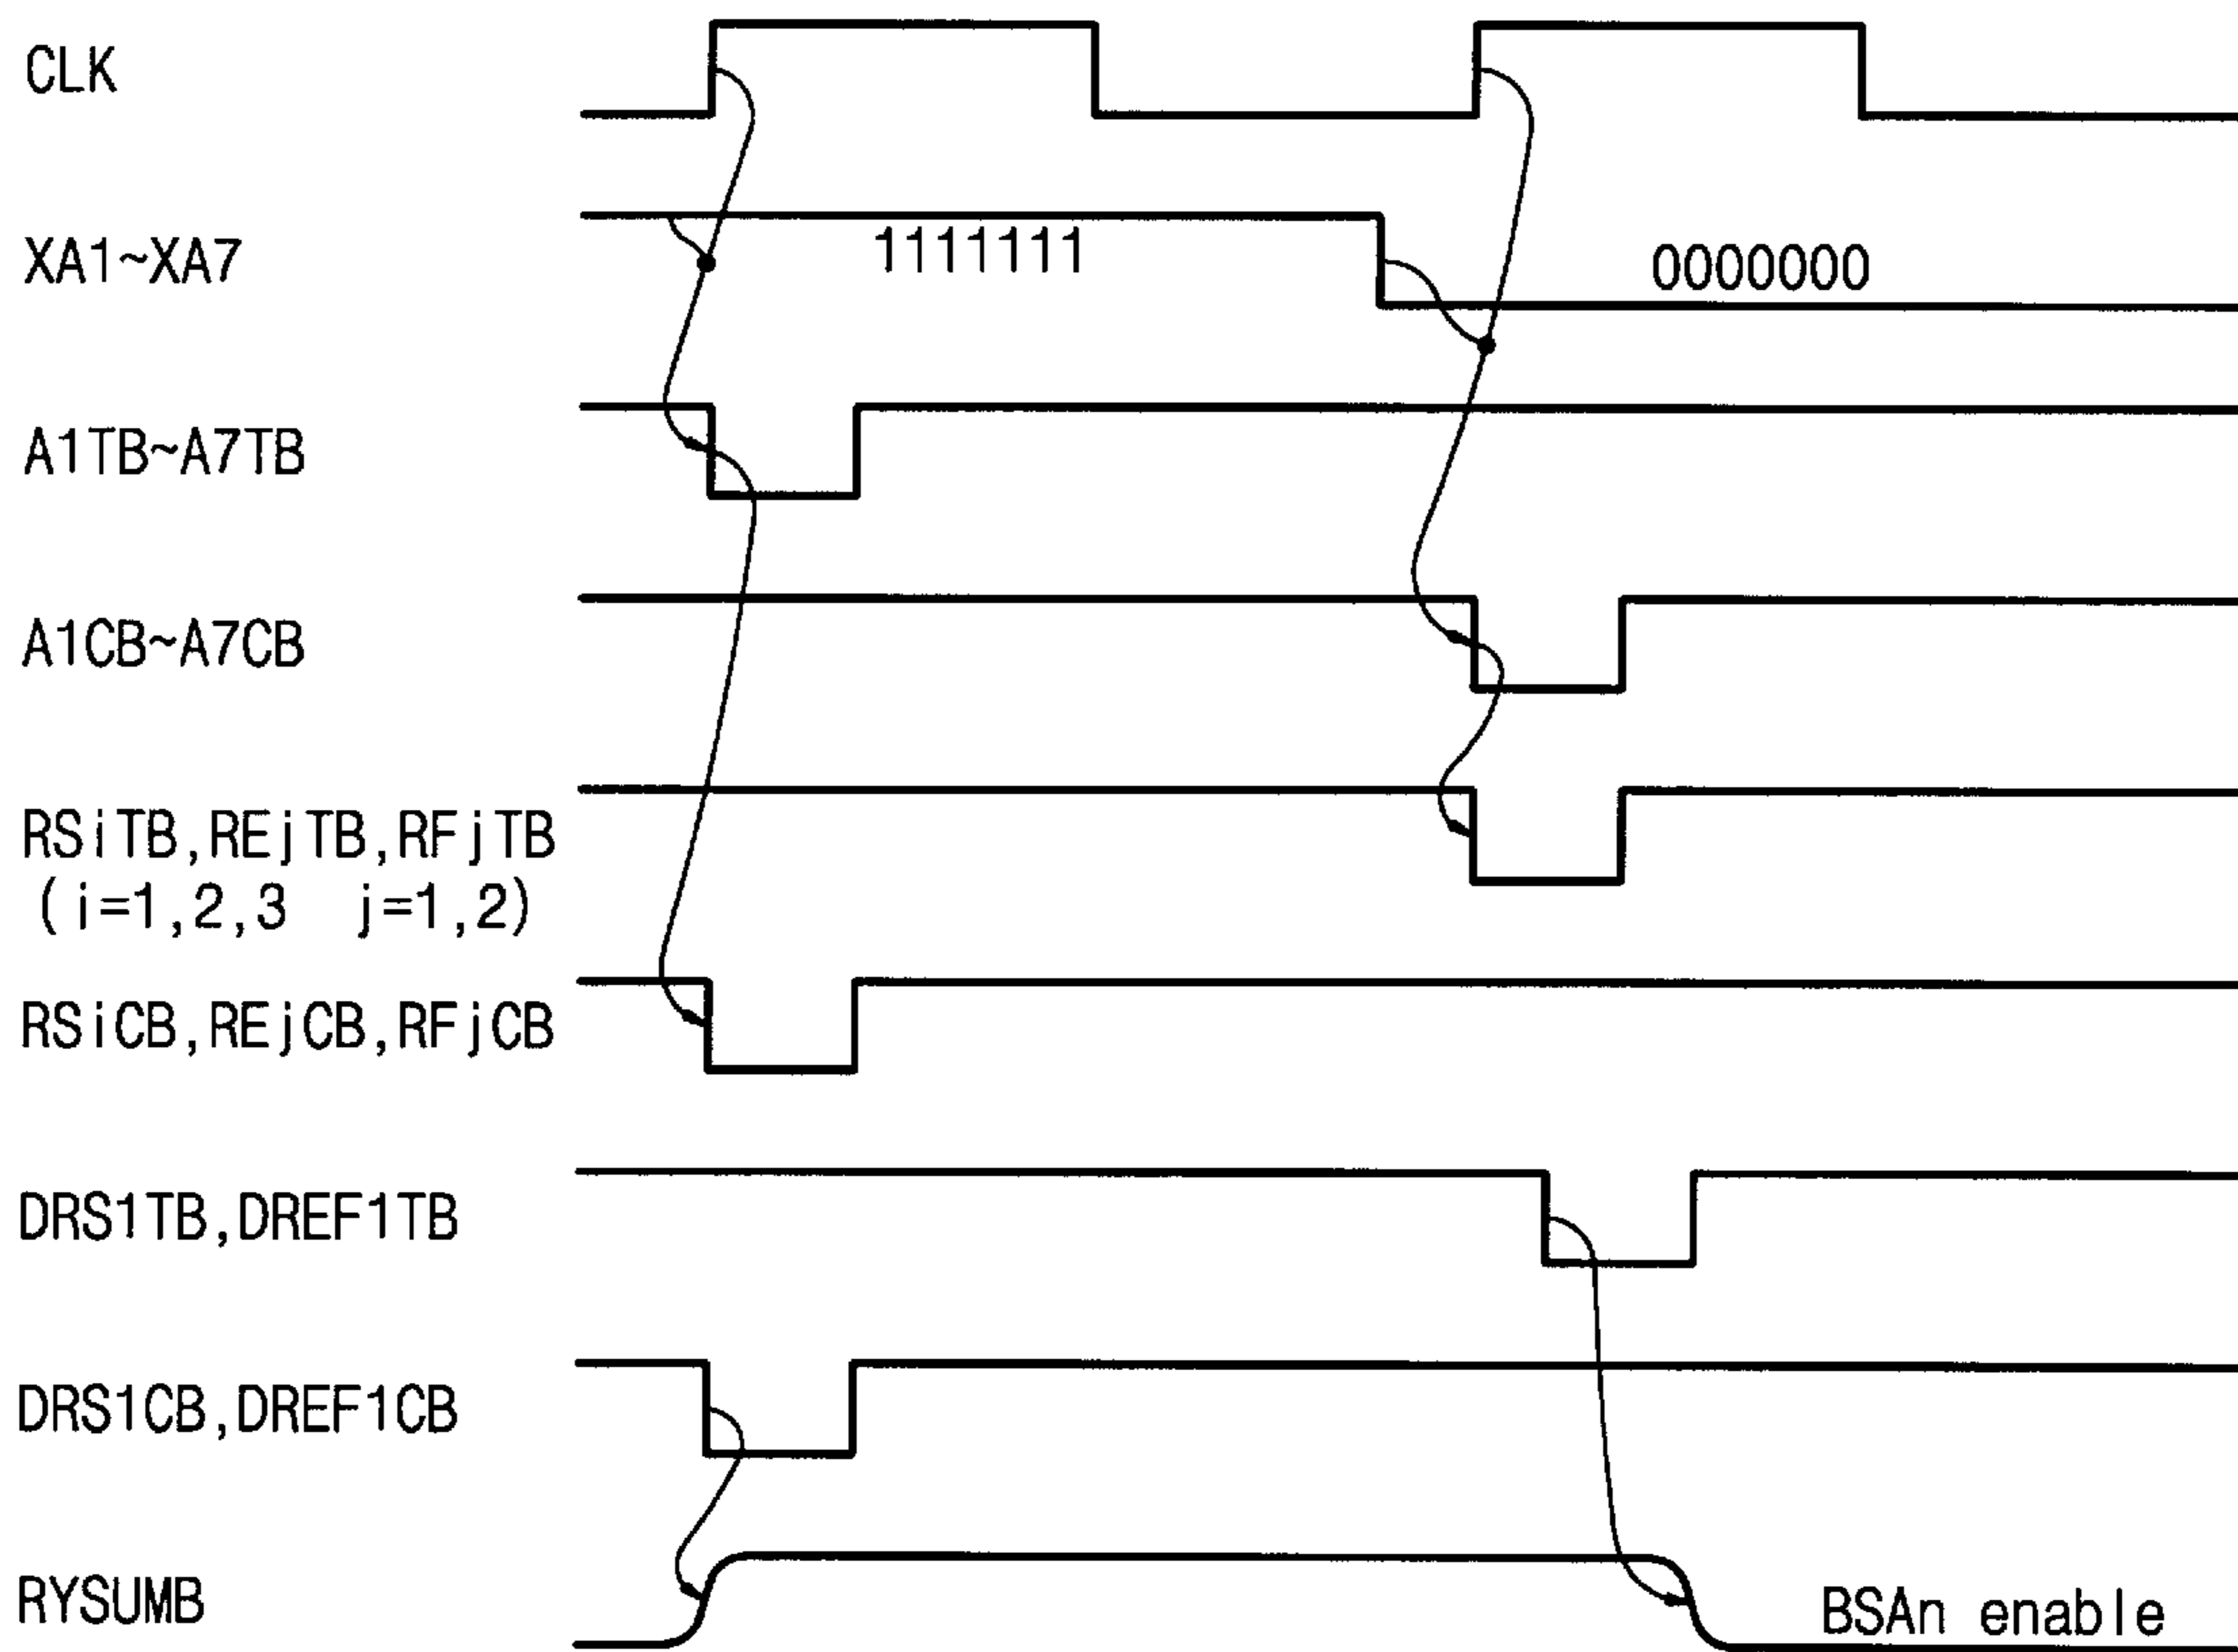 CLK
XA1~XA7
1111111
0000000
A1TB~A7TB
A1CB~A7CB
RSiTB,REjTB,RFjTB
(i=1,2,3 j=1,2)
RSiCB,REjCB,RFjCB
DRS1TB,DREF1TB
DRS1CB,DREF1CB
RYSUMB
BSAn enable